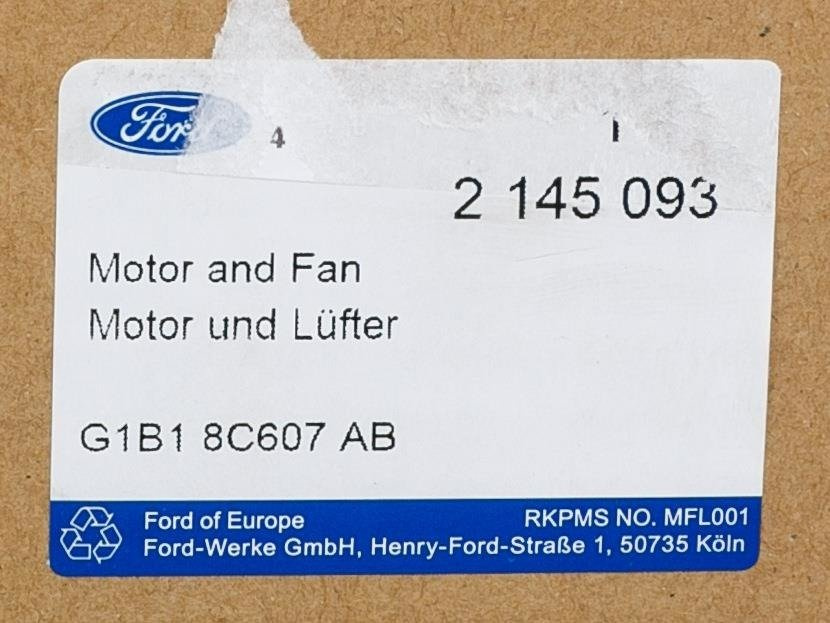 Ford
4 1
2 145 093
Motor and Fan
Motor und Lüfter
G1B1 8C607 AB
Ford of Europe RKPMS NO. MFL001
Ford-Werke GmbH, Henry-Ford-Straße 1, 50735 Köln